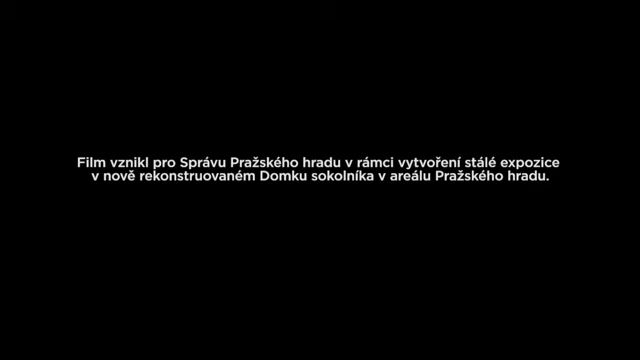 Film vznikl pro Správu Pražského hradu v rámci vytvoření stálé expozice
v nově rekonstruovaném Domku sokolníka v areálu Pražského hradu.